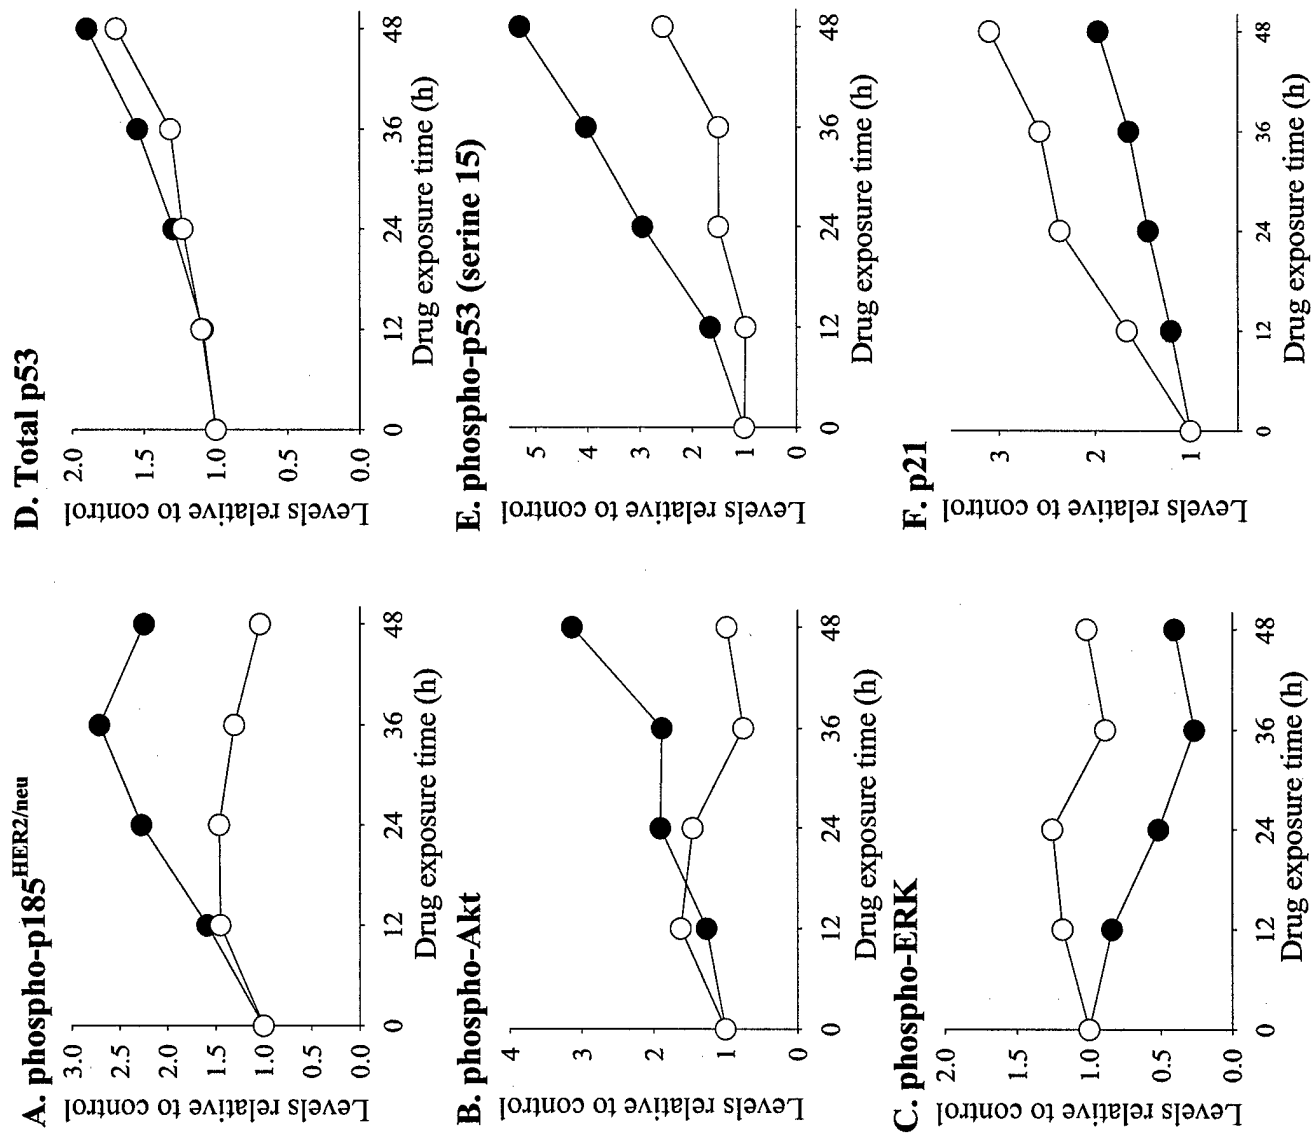 A. phospho-p185HER2/neu
Levels relative to control
3.0
2.5
2.0
1.5
1.0
0.5
0.0
0 12 24 36 48
Drug exposure time (h)
B. phospho-Akt
Levels relative to control
4
3
2
1
0
0 12 24 36 48
Drug exposure time (h)
C. phospho-ERK
Levels relative to control
2.0
1.5
1.0
0.5
0.0
0 12 24 36 48
Drug exposure time (h)
D. Total p53
Levels relative to control
2.0
1.5
1.0
0.5
0.0
0 12 24 36 48
Drug exposure time (h)
E. phospho-p53 (serine 15)
Levels relative to control
5
4
3
2
1
0
0 12 24 36 48
Drug exposure time (h)
F. p21
Levels relative to control
3
2
1
0 12 24 36 48
Drug exposure time (h)